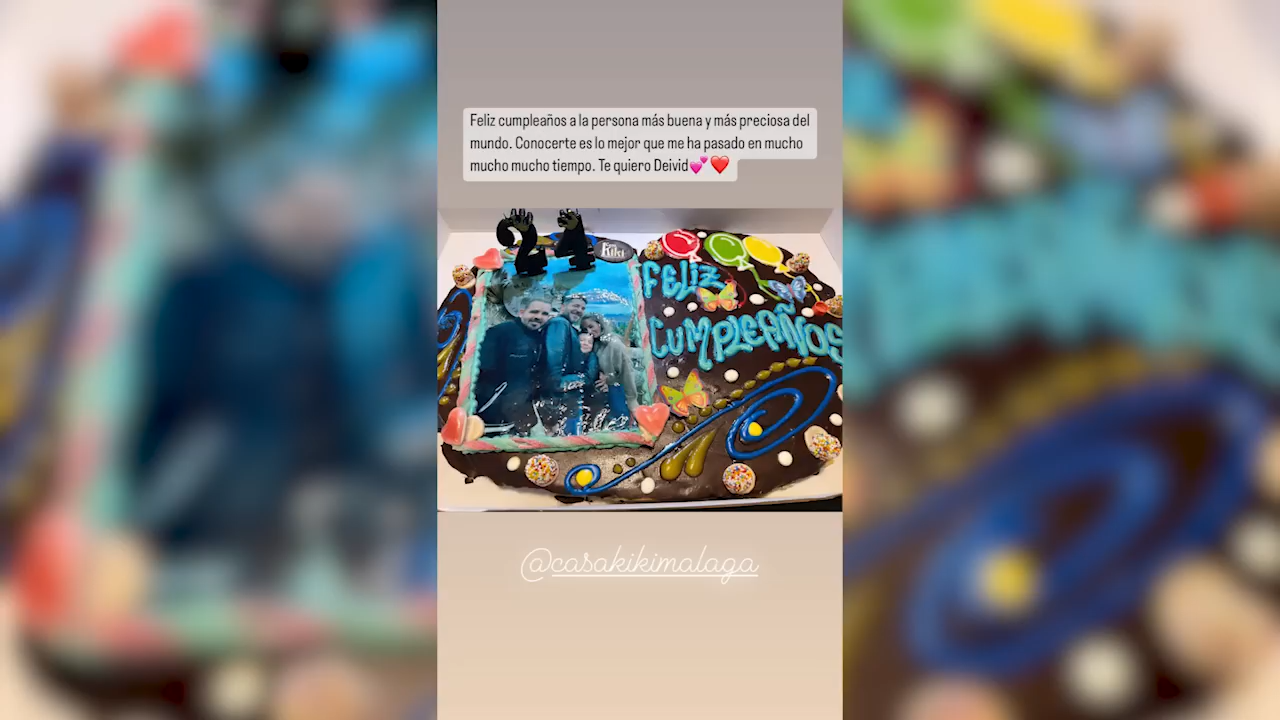 Feliz cumpleaños a la persona más buena y más preciosa del
mundo. Conocerte es lo mejor que me ha pasado en mucho
mucho mucho tiempo. Te quiero Deivid💕❤️
24
Kiki
FELIZ
CUMPLEAÑOS
@casakikimalaga